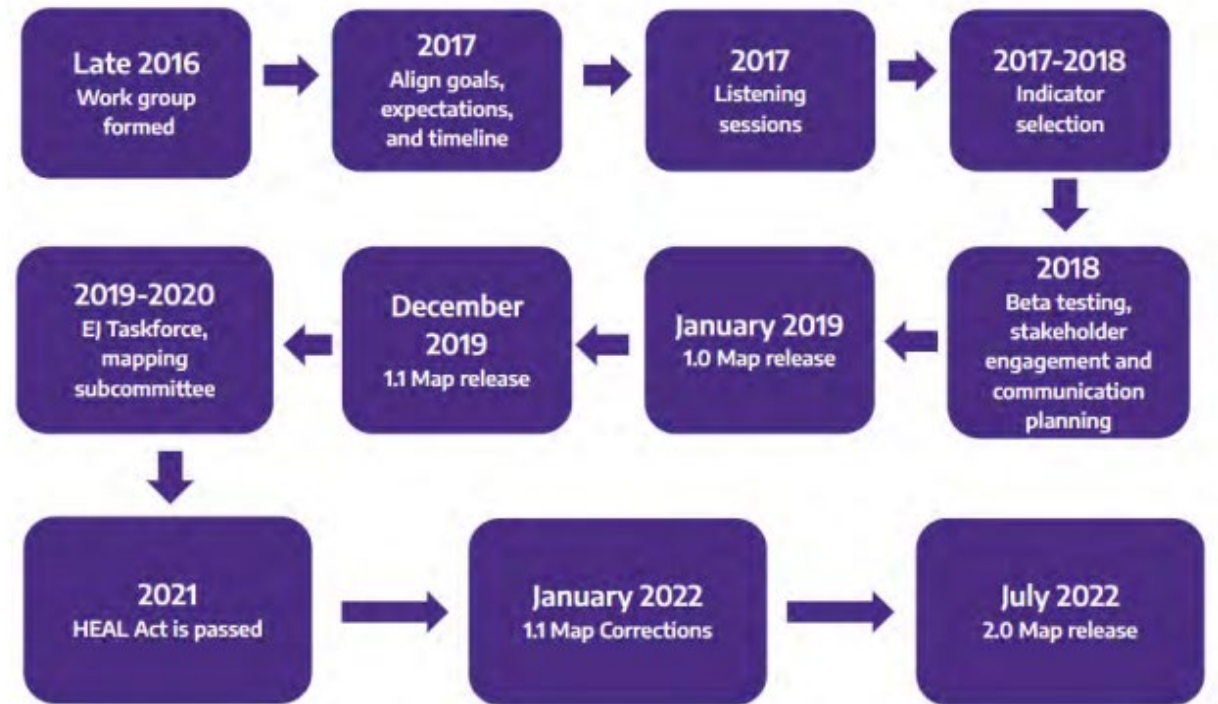 Late 2016
Work group
formed
2017
Align goals,
expectations,
and timeline
2017
Listening
sessions
2017-2018
Indicator
selection
2018
Beta testing,
stakeholder
engagement and
communication
planning
January 2019
1.0 Map release
December
2019
1.1 Map release
2019-2020
EJ Taskforce,
mapping
subcommittee
2021
HEAL Act is passed
January 2022
1.1 Map Corrections
July 2022
2.0 Map release